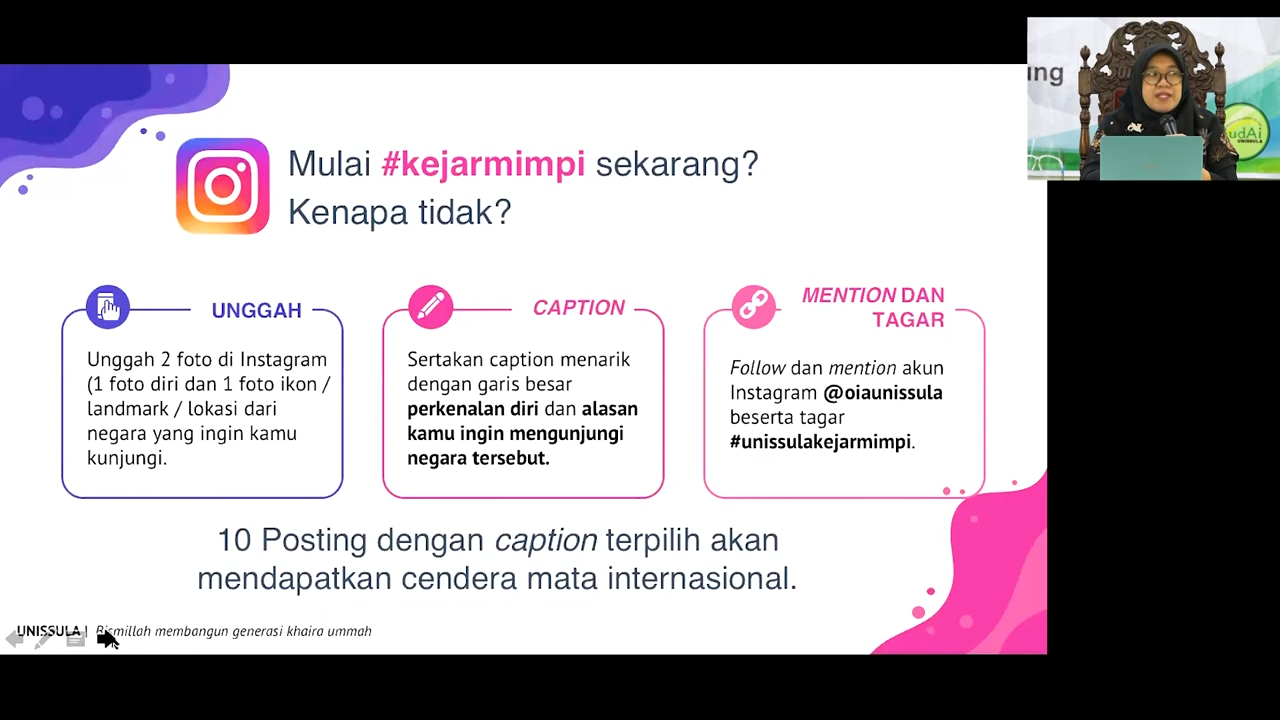 Mulai #kejarmimpi sekarang?
Kenapa tidak?
UNGGAH
Unggah 2 foto di Instagram
(1 foto diri dan 1 foto ikon /
landmark / lokasi dari
negara yang ingin kamu
kunjungi.
CAPTION
Sertakan caption menarik
dengan garis besar
perkenalan diri dan alasan
kamu ingin mengunjungi
negara tersebut.
MENTION DAN
TAGAR
Follow dan mention akun
Instagram @oiaunissula
beserta tagar
#unissulakejarmimpi.
10 Posting dengan caption terpilih akan
mendapatkan cendera mata internasional.
UNISSULA | Bismillah membangun generasi khaira ummah
ung
udAi
UNISSULA